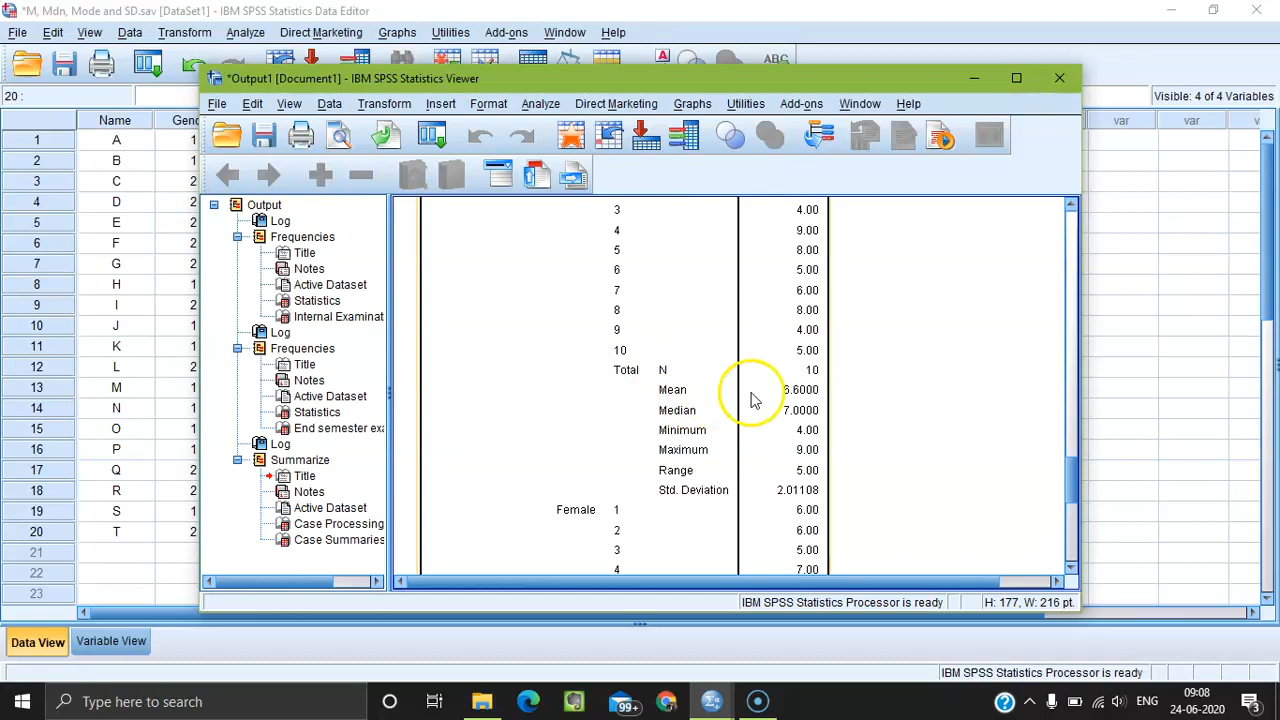 *M, Mdn, Mode and SD.sav [DataSet1] - IBM SPSS Statistics Data Editor
File Edit View Data Transform Analyze Direct Marketing Graphs Utilities Add-ons Window Help
20 :
Visible: 4 of 4 Variables
Name Gend
var var v
1 A 1
2 B 1
3 C 2
4 D 2
5 E 2
6 F 2
7 G 2
8 H 1
9 I 2
10 J 1
11 K 1
12 L 2
13 M 1
14 N 2
15 O 1
16 P 1
17 Q 2
18 R 2
19 S 1
20 T 2
21
22
23
*Output1 [Document1] - IBM SPSS Statistics Viewer
File Edit View Data Transform Insert Format Analyze Direct Marketing Graphs Utilities Add-ons Window Help
Output
Log
Frequencies
Title
Notes
Active Dataset
Statistics
Internal Examinat
Log
Frequencies
Title
Notes
Active Dataset
Statistics
End semester exa
Log
Summarize
Title
Notes
Active Dataset
Case Processing
Case Summaries
3 4.00
4 9.00
5 8.00
6 5.00
7 6.00
8 8.00
9 4.00
10 5.00
Total N 10
Mean 6.6000
Median 7.0000
Minimum 4.00
Maximum 9.00
Range 5.00
Std. Deviation 2.01108
Female 1 6.00
2 6.00
3 5.00
4 7.00
IBM SPSS Statistics Processor is ready H: 177, W: 216 pt.
Data View Variable View
IBM SPSS Statistics Processor is ready
Type here to search
99+
ENG
09:08
24-06-2020
3